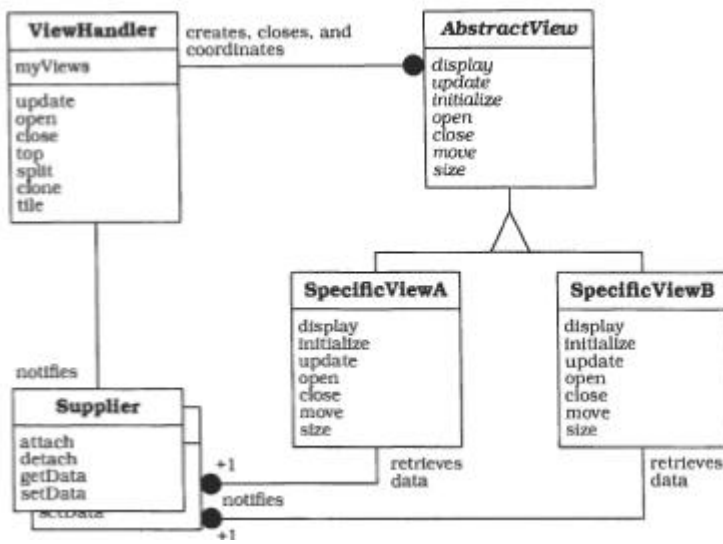 ViewHandler
myViews
update
open
close
top
split
clone
tile
creates, closes, and
coordinates
AbstractView
display
update
initialize
open
close
move
size
SpecificViewA
display
initialize
update
open
close
move
size
SpecificViewB
display
initialize
update
open
close
move
size
notifies
Supplier
attach
detach
getData
setData
setData
+1
notifies
+1
retrieves
data
retrieves
data